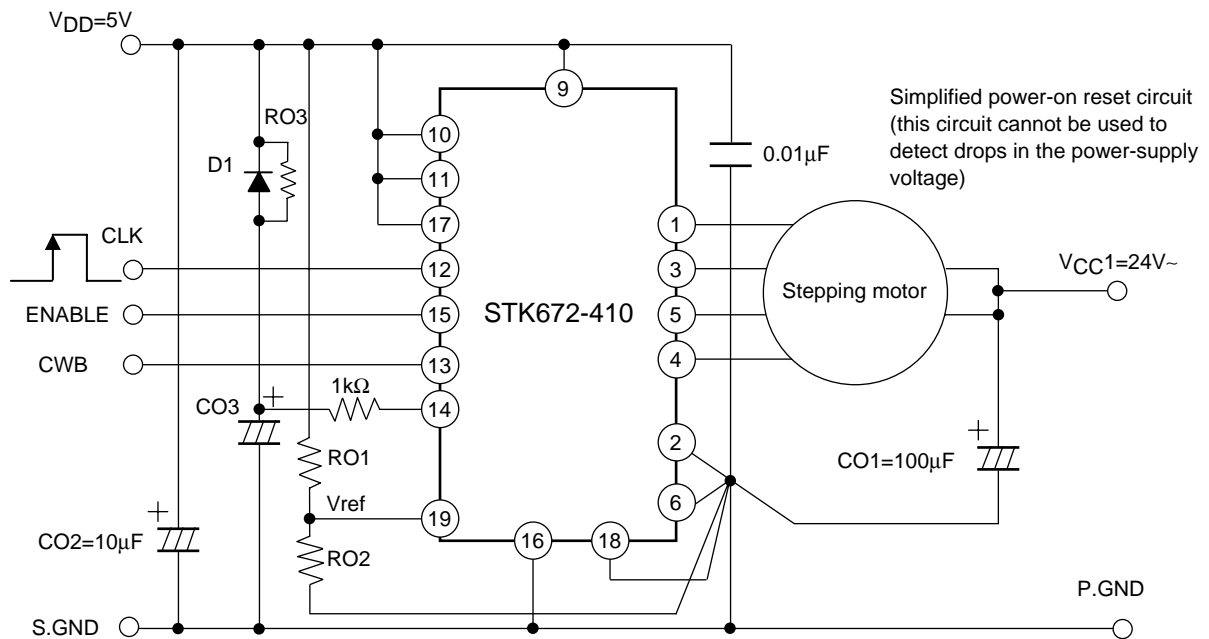 VDD=5V
9
Simplified power-on reset circuit
(this circuit cannot be used to
detect drops in the power-supply
voltage)
RO3
D1
10
11
17
0.01μF
CLK
12
1
3
VCC1=24V~
ENABLE
15
STK672-410
5
Stepping motor
CWB
13
4
1kΩ
+
CO3
14
2
+
CO1=100μF
RO1
6
Vref
19
+
CO2=10μF
RO2
16
18
P.GND
S.GND